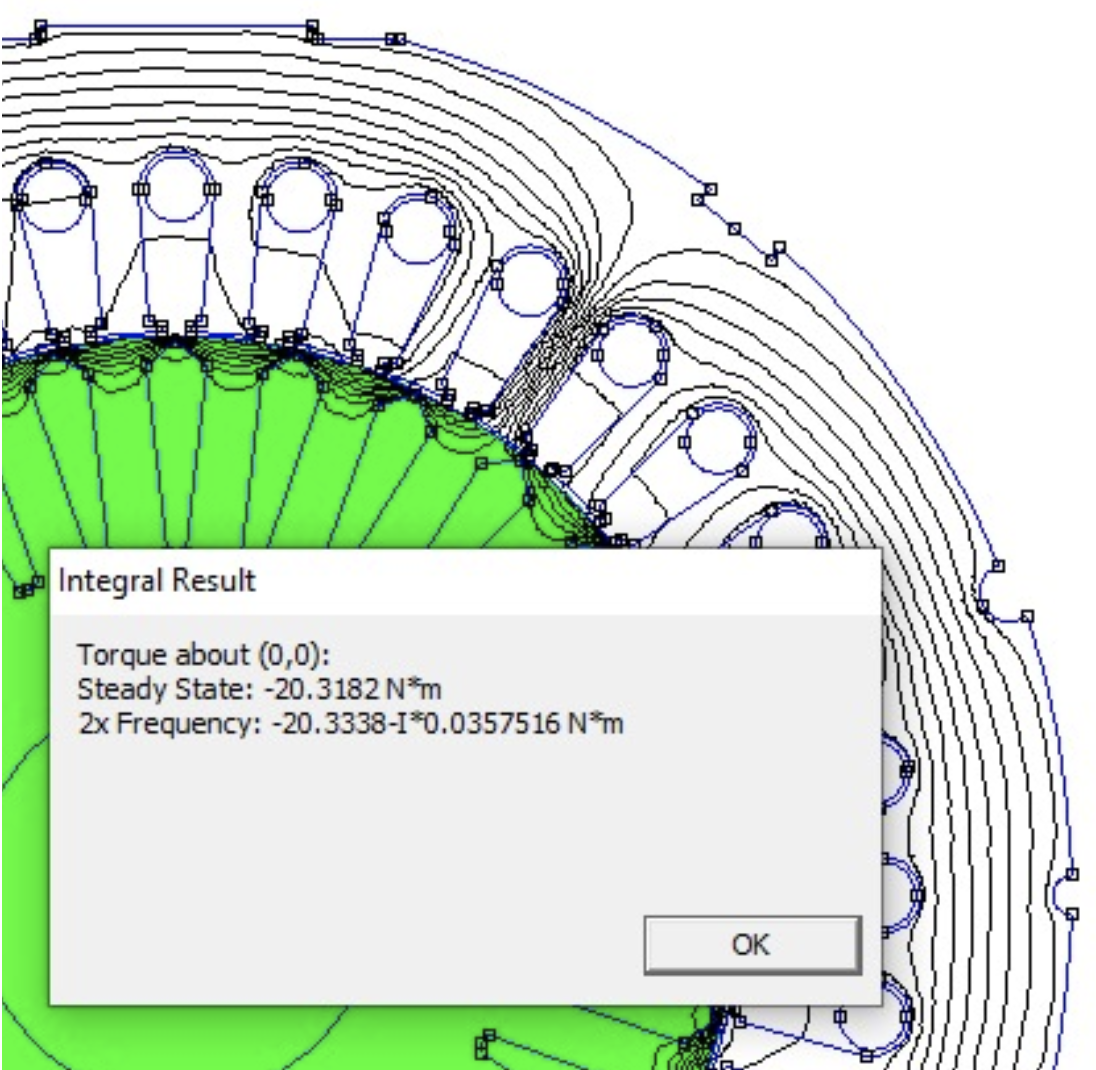 Integral Result
Torque about (0,0):
Steady State: -20.3182 N*m
2x Frequency: -20.3338-I*0.0357516 N*m
OK